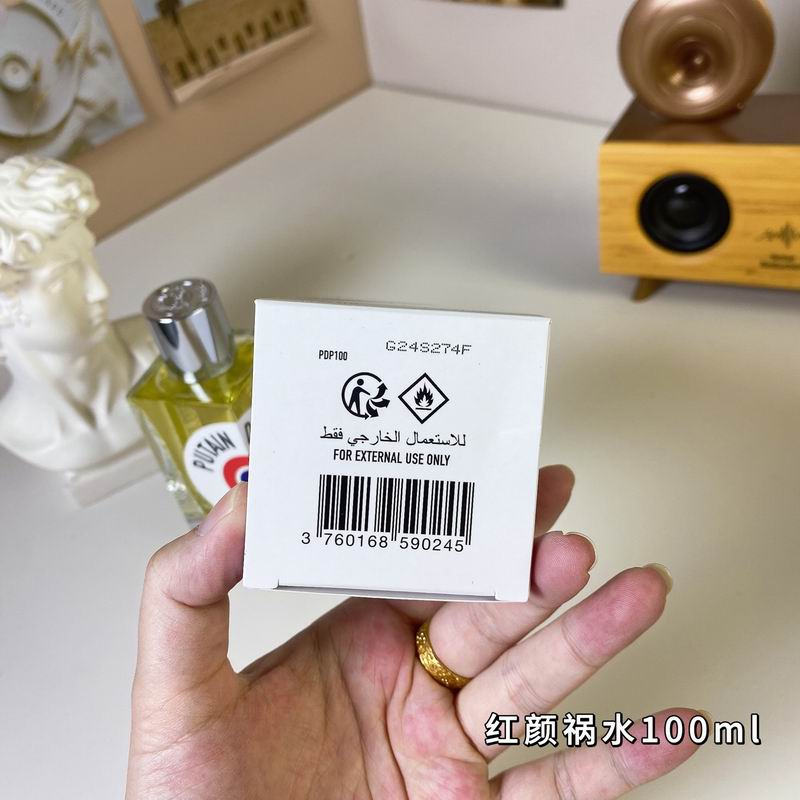 G24S274F
PDP100
للاستعمال الخارجي فقط
FOR EXTERNAL USE ONLY
3 760168 590245
PUTAIN
红颜祸水100ml